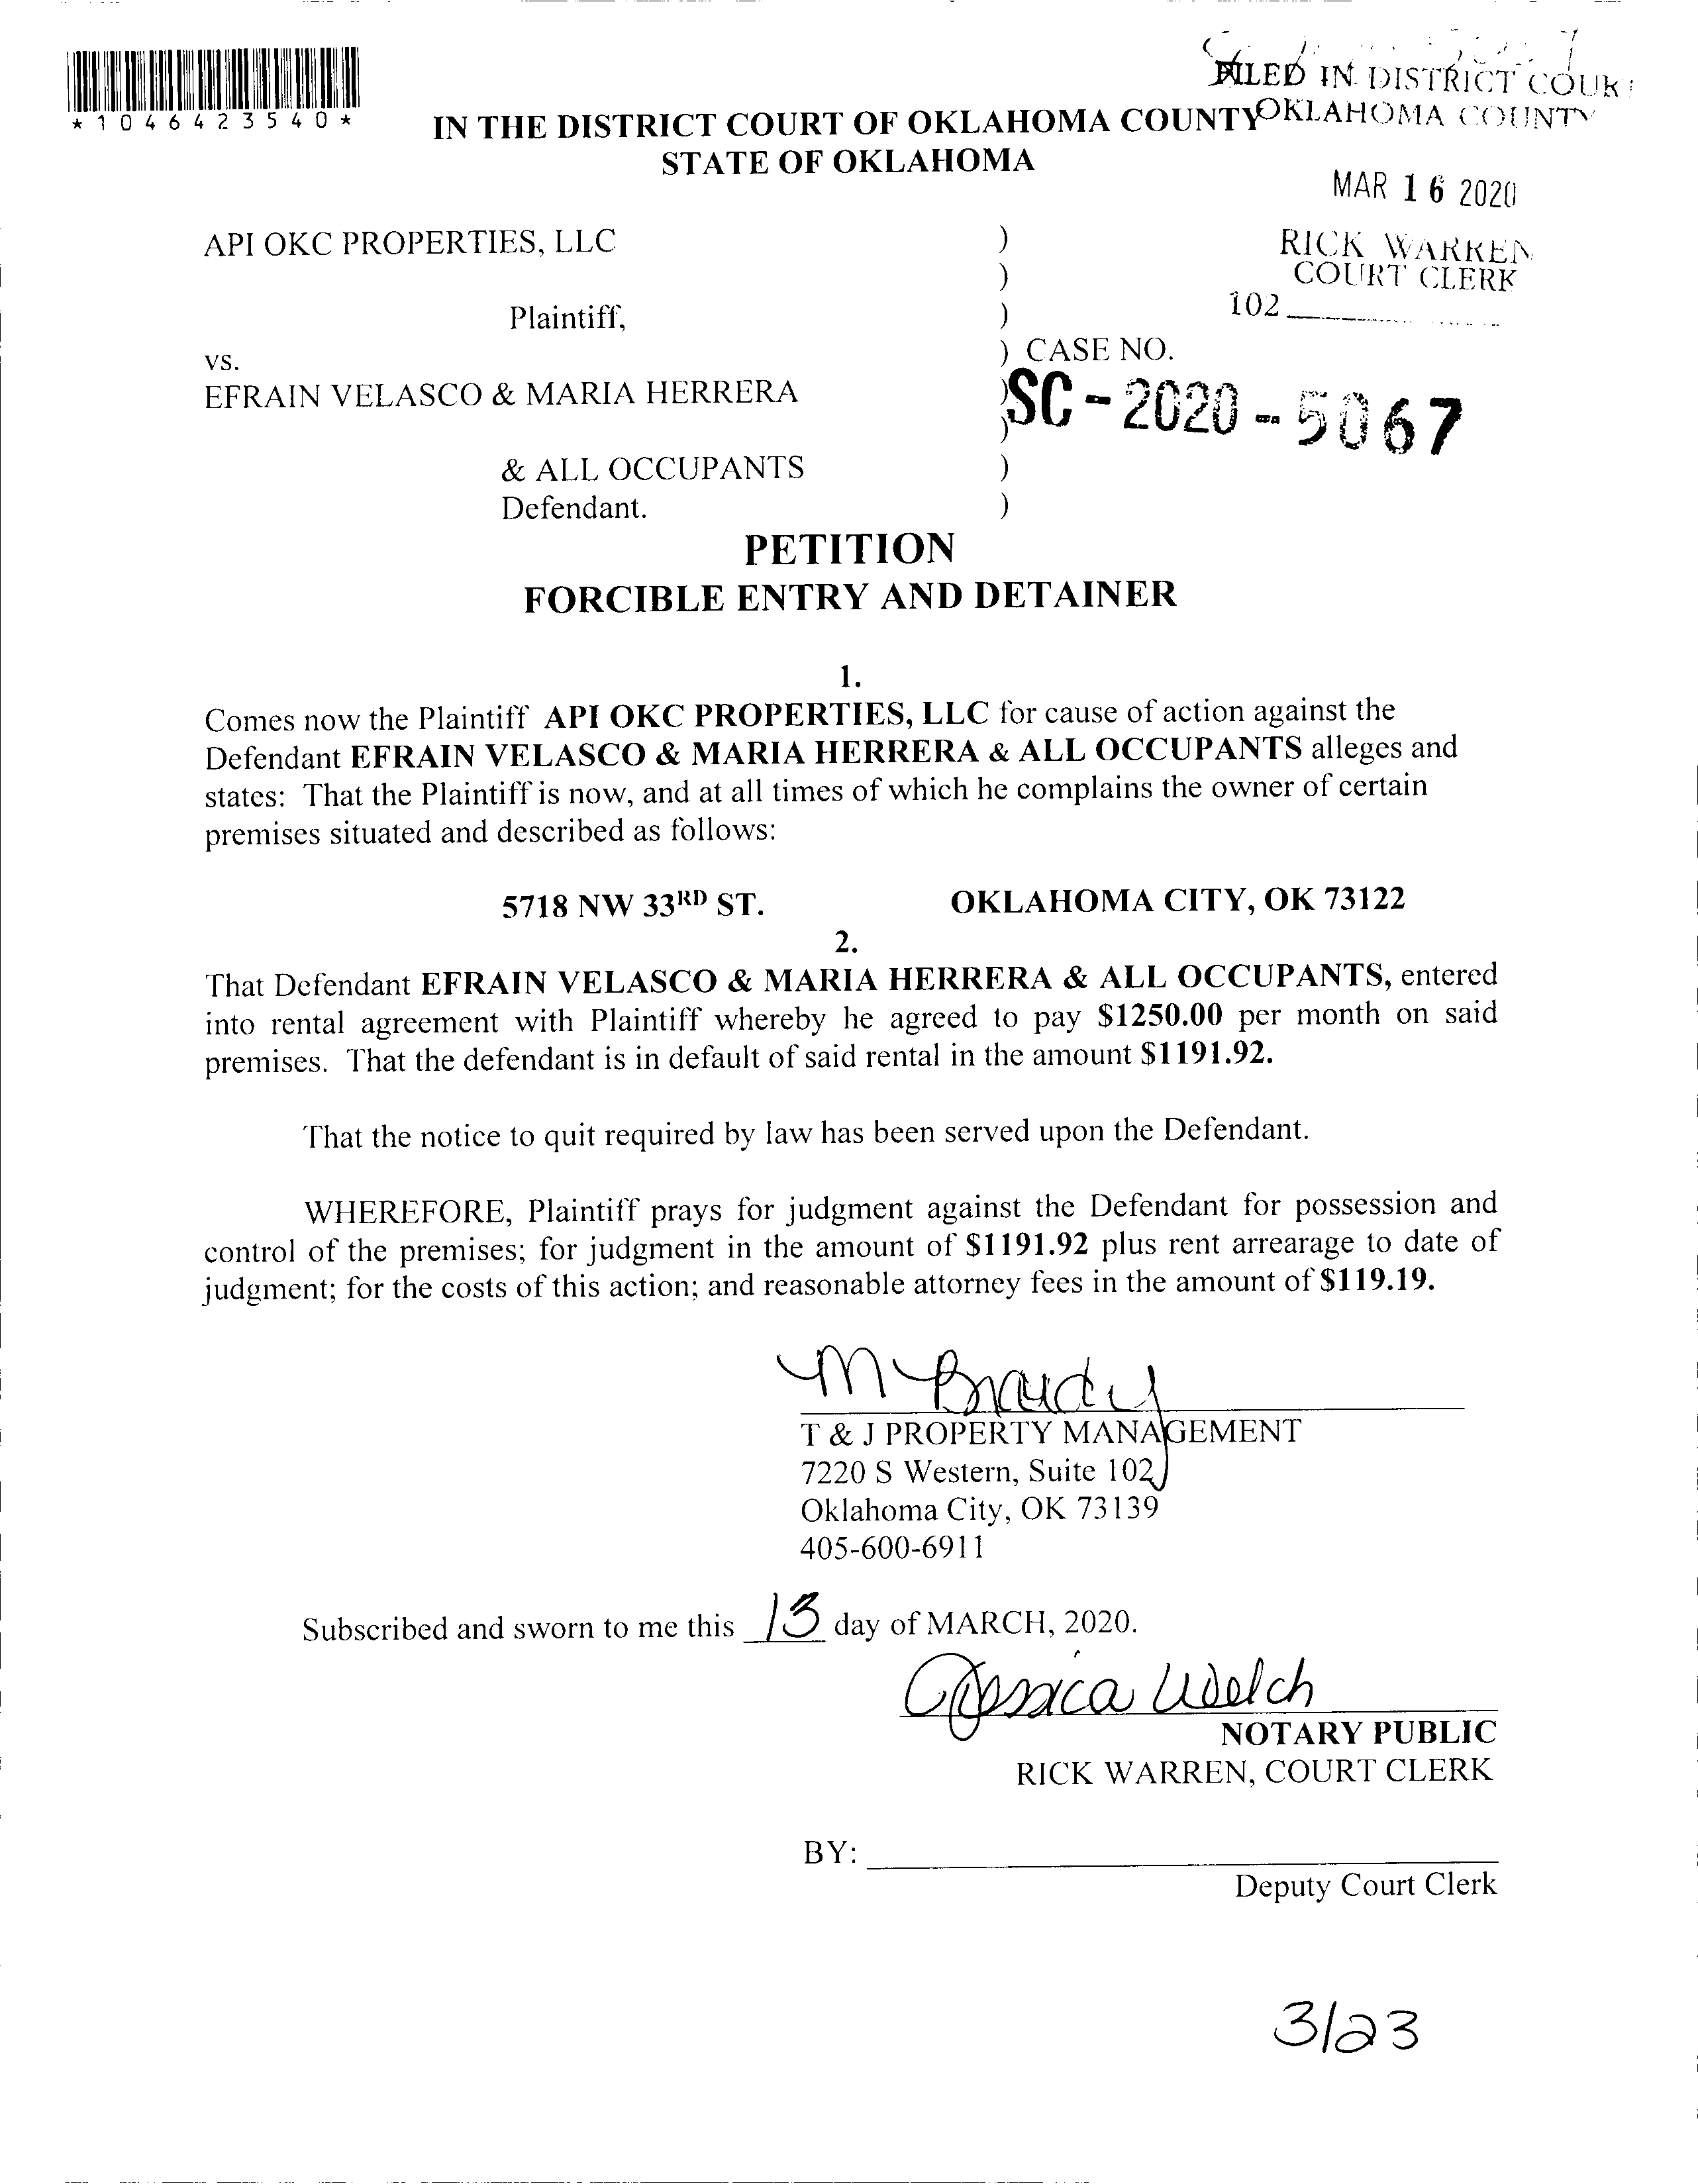 FILED IN DISTRICT COURT
OKLAHOMA COUNTY
*1046423540*
IN THE DISTRICT COURT OF OKLAHOMA COUNTY
STATE OF OKLAHOMA
MAR 16 2020
API OKC PROPERTIES, LLC )
RICK WARREN
)
COURT CLERK
Plaintiff, )
102
vs. ) CASE NO.
EFRAIN VELASCO & MARIA HERRERA )
SC-2020-5067
)
& ALL OCCUPANTS )
Defendant. )
PETITION
FORCIBLE ENTRY AND DETAINER
1.
Comes now the Plaintiff API OKC PROPERTIES, LLC for cause of action against the
Defendant EFRAIN VELASCO & MARIA HERRERA & ALL OCCUPANTS alleges and
states: That the Plaintiff is now, and at all times of which he complains the owner of certain
premises situated and described as follows:
5718 NW 33RD ST. OKLAHOMA CITY, OK 73122
2.
That Defendant EFRAIN VELASCO & MARIA HERRERA & ALL OCCUPANTS, entered
into rental agreement with Plaintiff whereby he agreed to pay $1250.00 per month on said
premises. That the defendant is in default of said rental in the amount $1191.92.
That the notice to quit required by law has been served upon the Defendant.
WHEREFORE, Plaintiff prays for judgment against the Defendant for possession and
control of the premises; for judgment in the amount of $1191.92 plus rent arrearage to date of
judgment; for the costs of this action; and reasonable attorney fees in the amount of $119.19.
M Brandy
T & J PROPERTY MANAGEMENT
7220 S Western, Suite 102
Oklahoma City, OK 73139
405-600-6911
Subscribed and sworn to me this 13 day of MARCH, 2020.
Jessica Welch
NOTARY PUBLIC
RICK WARREN, COURT CLERK
BY:
Deputy Court Clerk
3/23